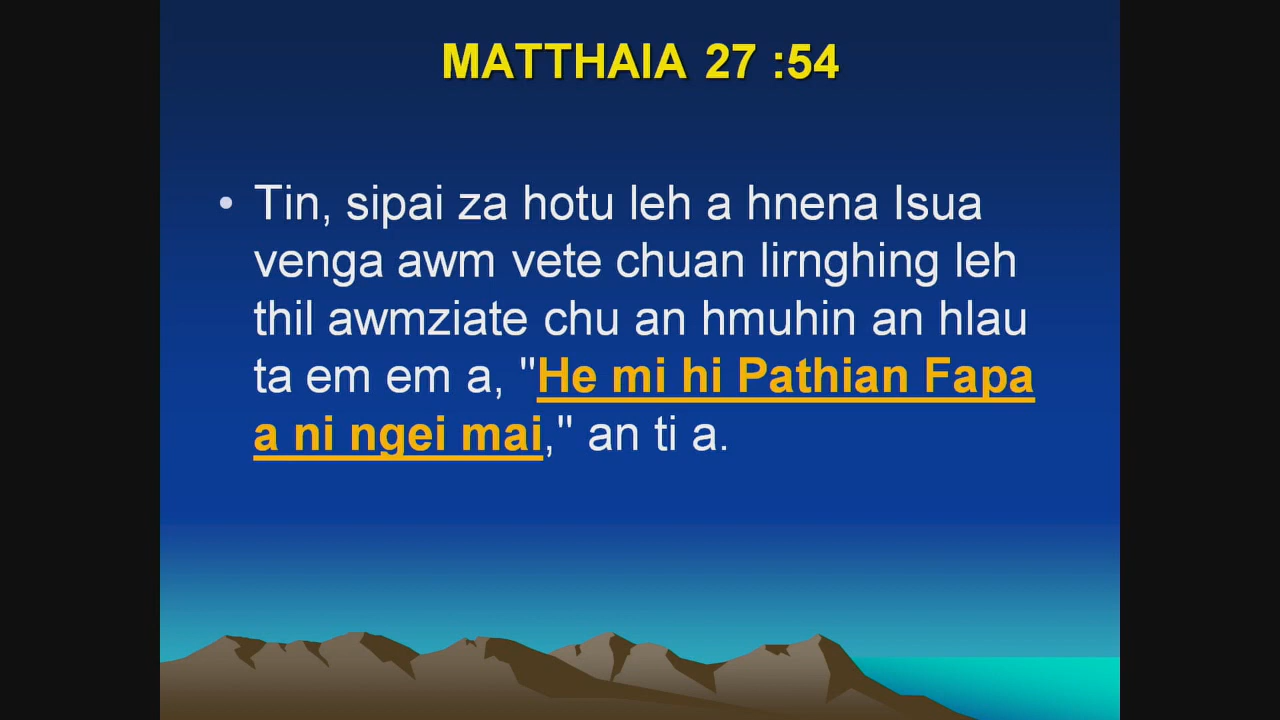 MATTHAIA 27 :54
• Tin, sipai za hotu leh a hnena Isua
venga awm vete chuan lirnghing leh
thil awmziate chu an hmuhin an hlau
ta em em a, "He mi hi Pathian Fapa
a ni ngei mai," an ti a.